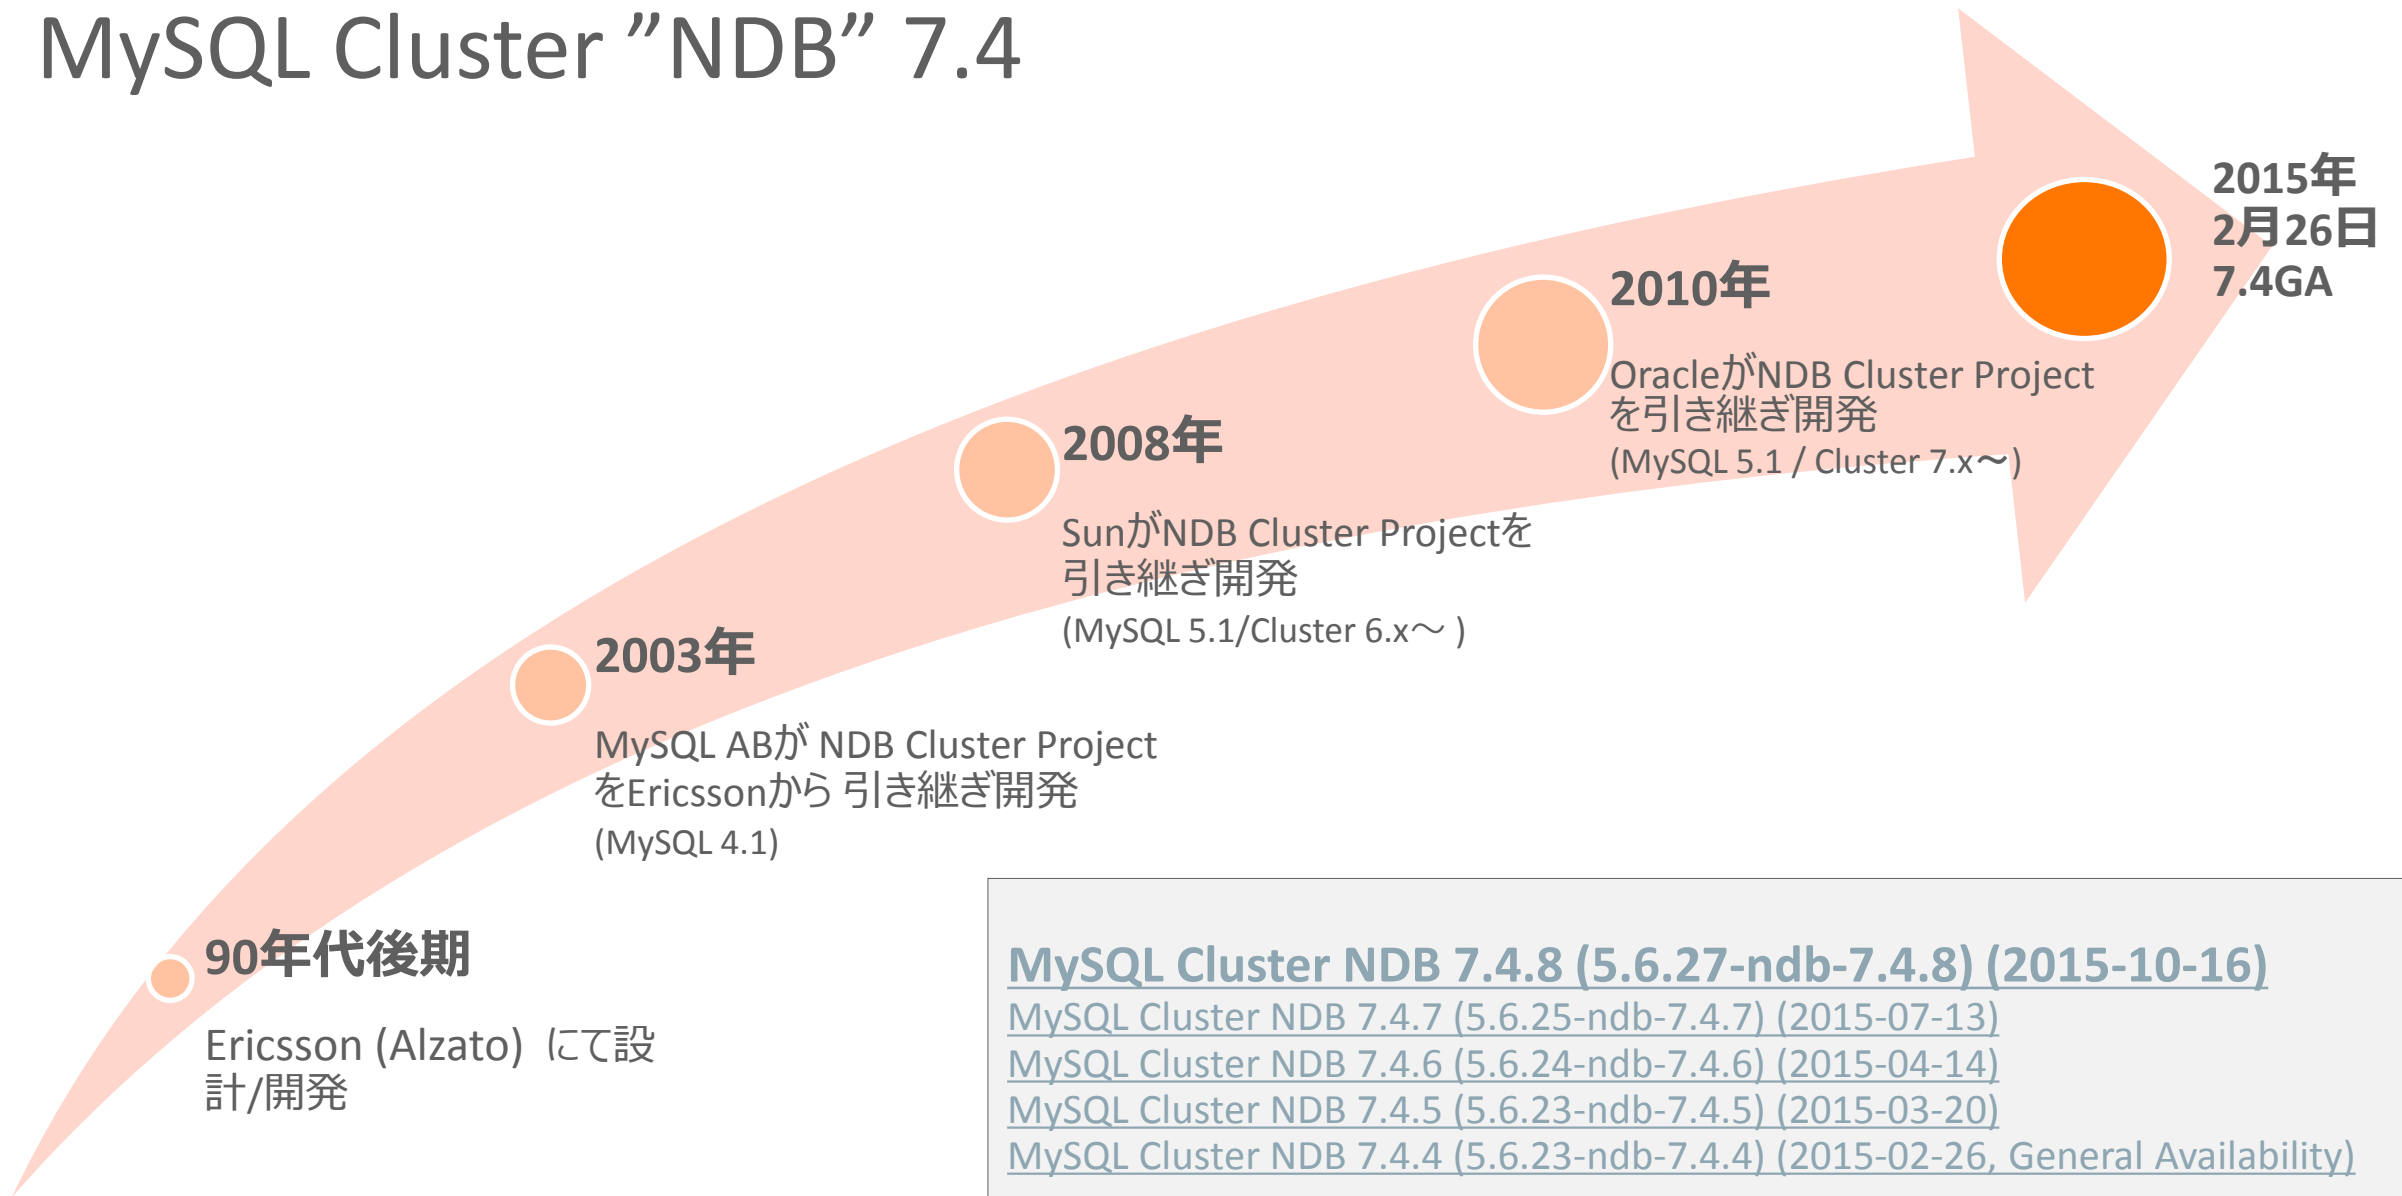 MySQL Cluster ”NDB” 7.4
90年代後期
Ericsson (Alzato) にて設
計/開発
2003年
MySQL ABが NDB Cluster Project
をEricssonから 引き継ぎ開発
(MySQL 4.1)
2008年
SunがNDB Cluster Projectを
引き継ぎ開発
(MySQL 5.1/Cluster 6.x～ )
2010年
OracleがNDB Cluster Project
を引き継ぎ開発
(MySQL 5.1 / Cluster 7.x～)
2015年
2月26日
7.4GA
MySQL Cluster NDB 7.4.8 (5.6.27-ndb-7.4.8) (2015-10-16)
MySQL Cluster NDB 7.4.7 (5.6.25-ndb-7.4.7) (2015-07-13)
MySQL Cluster NDB 7.4.6 (5.6.24-ndb-7.4.6) (2015-04-14)
MySQL Cluster NDB 7.4.5 (5.6.23-ndb-7.4.5) (2015-03-20)
MySQL Cluster NDB 7.4.4 (5.6.23-ndb-7.4.4) (2015-02-26, General Availability)